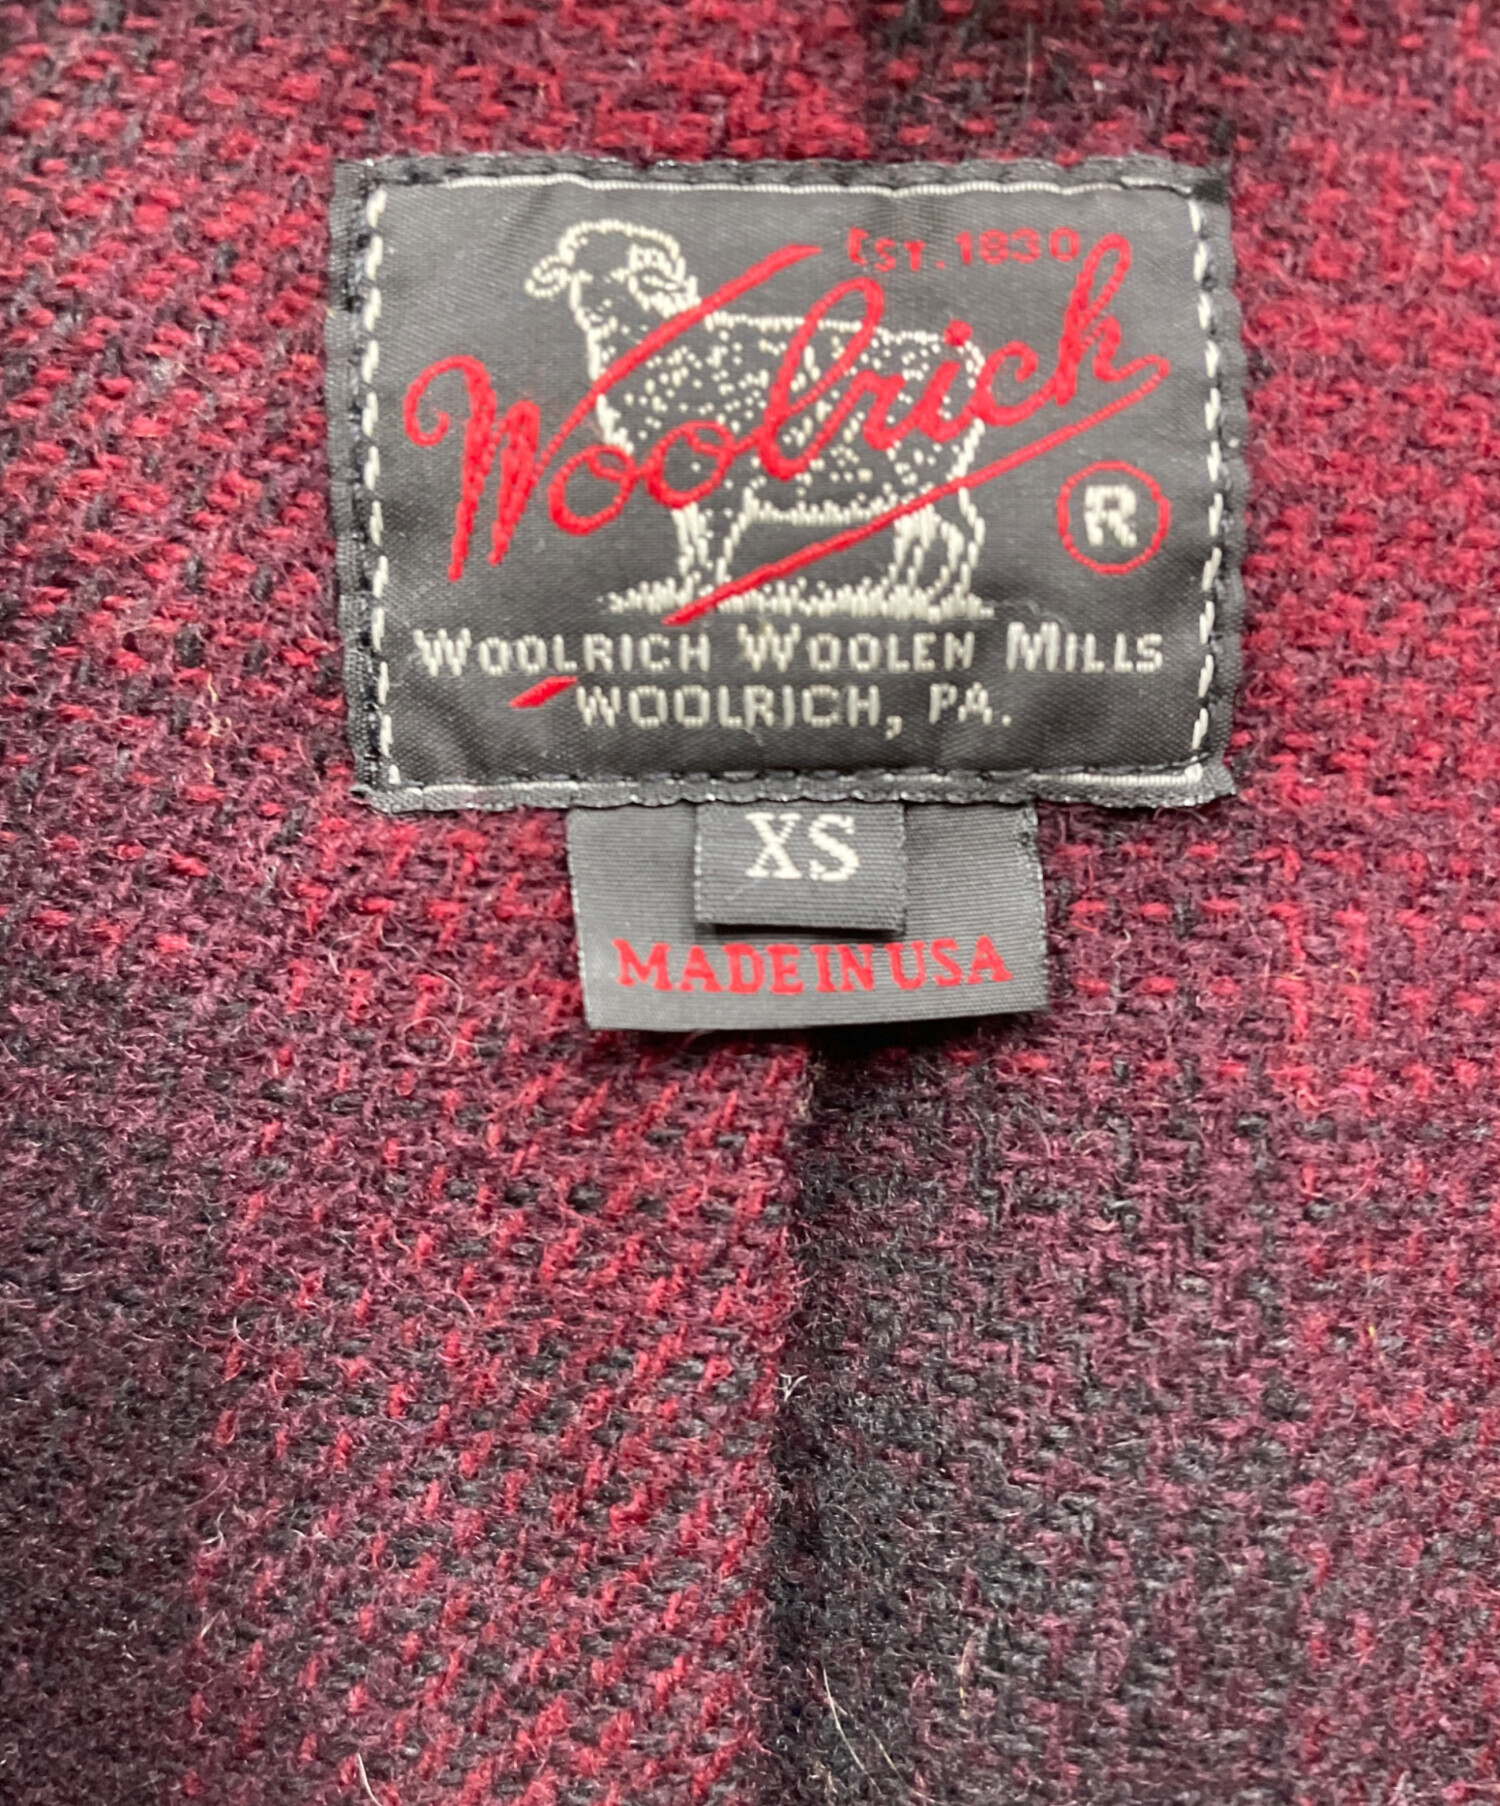 EST. 1830
Woolrich
R
WOOLRICH WOOLEN MILLS
WOOLRICH, PA.
XS
MADE IN USA